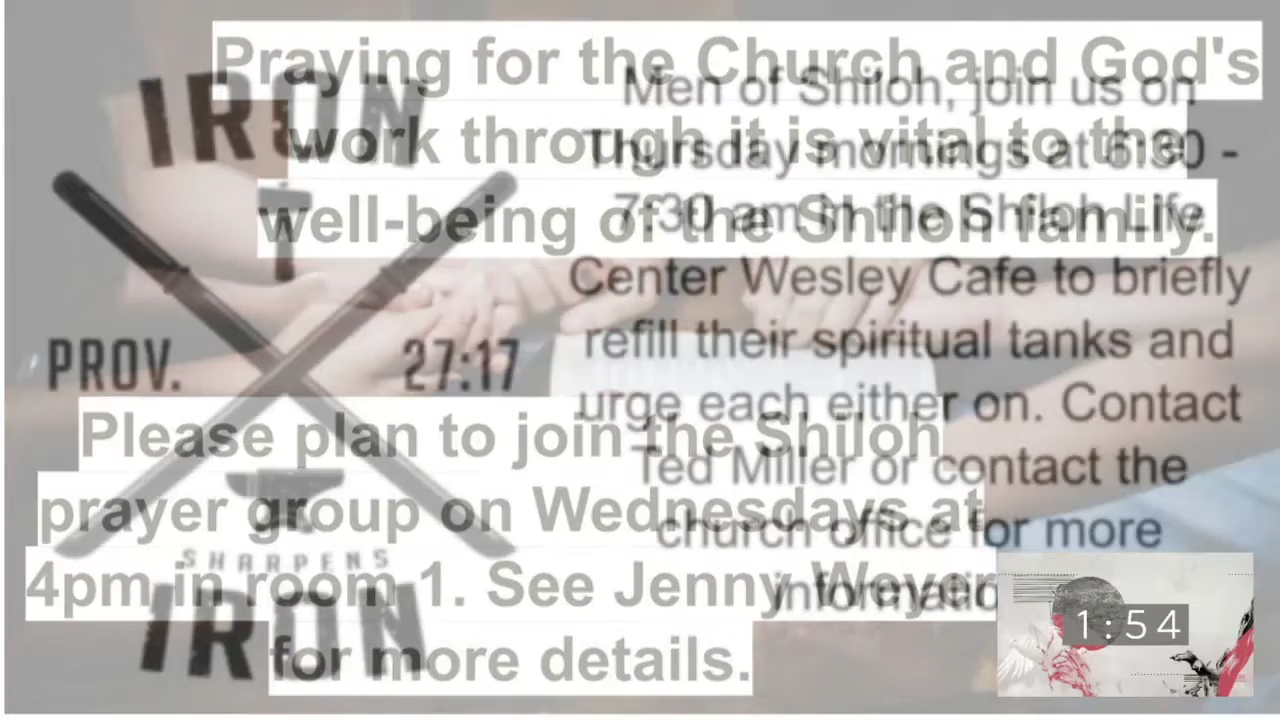 Praying for the Church and God's
work through it is vital to the
well-being of the Shiloh family.
Please plan to join the Shiloh
prayer group on Wednesdays at
4pm in room 1. See Jenny Weyer
for more details.
IRON
PROV. 27:17
SHARPENS
IRON
Men of Shiloh, join us on
Thursday mornings at 6:30 -
7:30 am in the Shiloh Life
Center Wesley Cafe to briefly
refill their spiritual tanks and
urge each either on. Contact
Ted Miller or contact the
church office for more
1:54